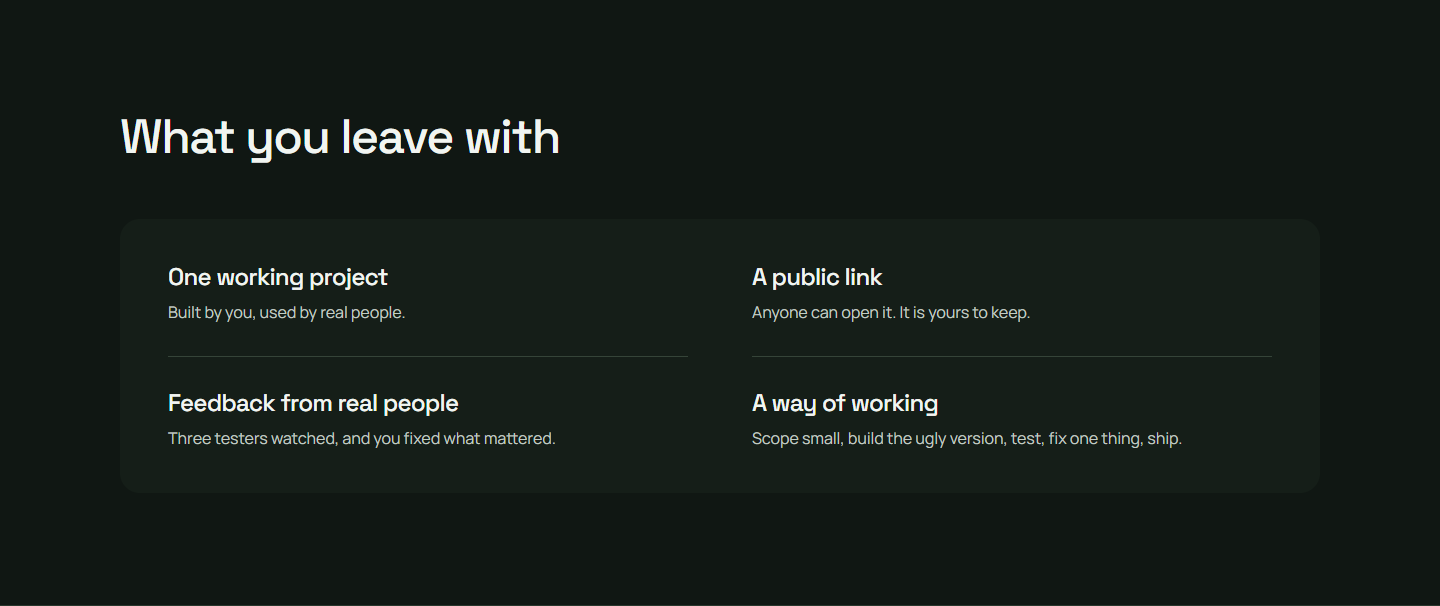 What you leave with
One working project
Built by you, used by real people.
A public link
Anyone can open it. It is yours to keep.
Feedback from real people
Three testers watched, and you fixed what mattered.
A way of working
Scope small, build the ugly version, test, fix one thing, ship.